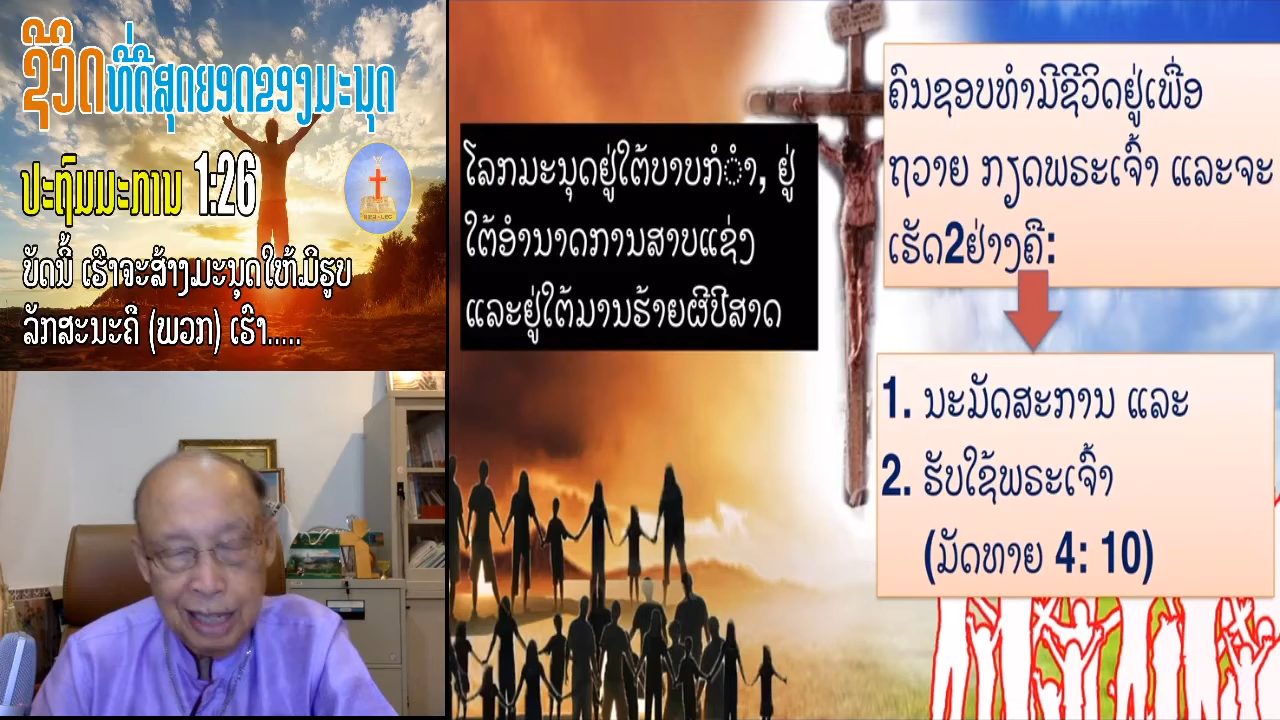 ຊີວິດທີ່ດີສຸດຍອດຂອງມະນຸດ
ປະຖົມມະການ 1:26
ບັດນີ້ ເຮົາຈະສ້າງມະນຸດໃຫ້ມີຮູບ
ລັກສະນະຄື (ພວກ) ເຮົາ.....
ໂລກມະນຸດຢູ່ໃຕ້ບາບກໍໍາ, ຢູ່
ໃຕ້ອໍານາດການສາບແຊ່ງ
ແລະຢູ່ໃຕ້ມານຮ້າຍຜີປີສາດ
ຄົນຊອບທໍາມີຊີວິດຢູ່ເພື່ອ
ຖວາຍ ກຽດພຣະເຈົ້າ ແລະຈະ
ເຮັດ2ຢ່າງຄື:
1. ນະມັດສະການ ແລະ
2. ຮັບໃຊ້ພຣະເຈົ້າ
(ມັດທາຍ 4: 10)